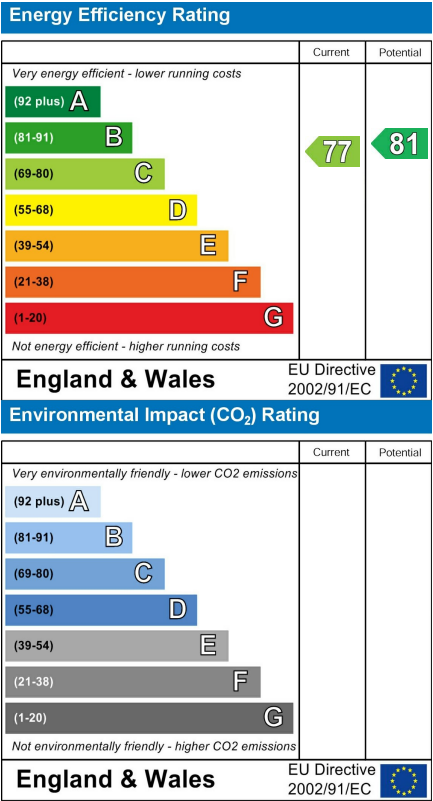 Energy Efficiency Rating
Current Potential
Very energy efficient - lower running costs
(92 plus) A
(81-91) B
(69-80) C
(55-68) D
(39-54) E
(21-38) F
(1-20) G
77 81
Not energy efficient - higher running costs
England & Wales
EU Directive
2002/91/EC
Environmental Impact (CO₂) Rating
Current Potential
Very environmentally friendly - lower CO2 emissions
(92 plus) A
(81-91) B
(69-80) C
(55-68) D
(39-54) E
(21-38) F
(1-20) G
Not environmentally friendly - higher CO2 emissions
England & Wales
EU Directive
2002/91/EC